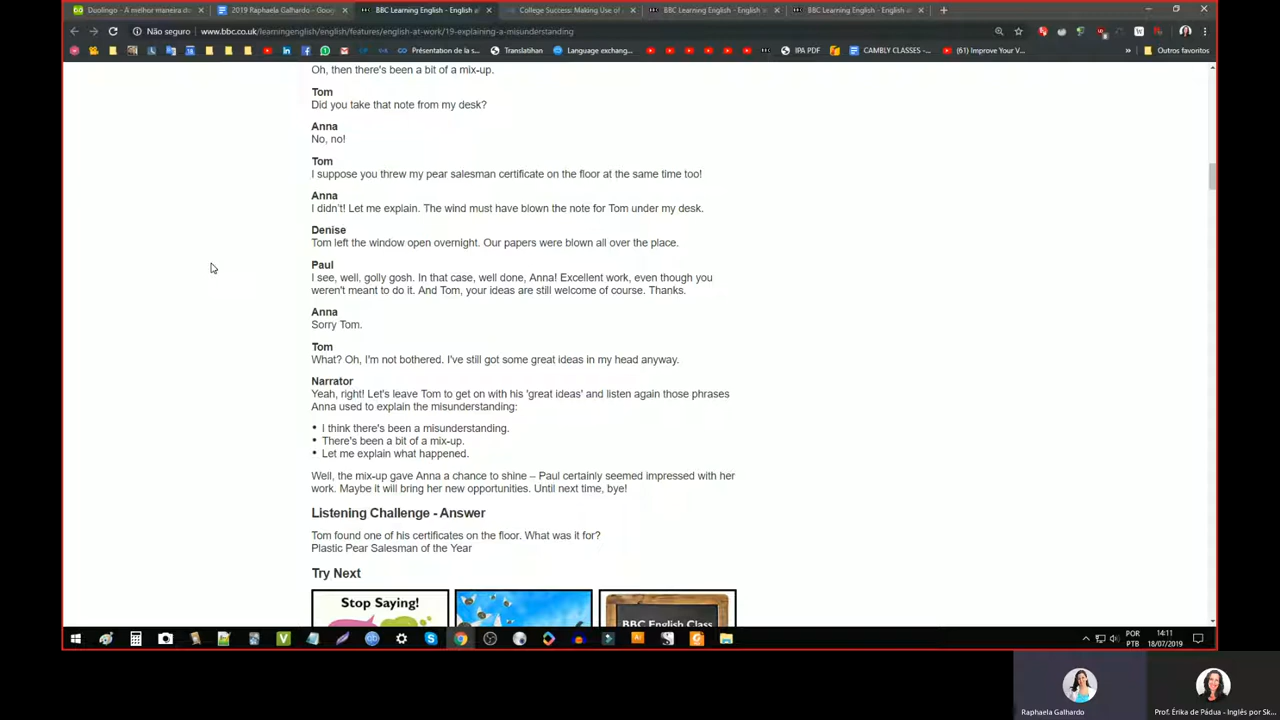 Duolingo - A melhor maneira do
2019 Raphaela Galhardo - Goog
BBC Learning English - English at
College Success: Making Use of
BBC Learning English - English
BBC Learning English - English
Não seguro
www.bbc.co.uk/learningenglish/english/features/english-at-work/19-explaining-a-misunderstanding
Présentation de la s...
Translatihan
Language exchang...
IPA PDF
CAMBLY CLASSES -...
(61) Improve Your V...
»
Outros favoritos
Oh, then there's been a bit of a mix-up.
Tom
Did you take that note from my desk?
Anna
No, no!
Tom
I suppose you threw my pear salesman certificate on the floor at the same time too!
Anna
I didn't! Let me explain. The wind must have blown the note for Tom under my desk.
Denise
Tom left the window open overnight. Our papers were blown all over the place.
Paul
I see, well, golly gosh. In that case, well done, Anna! Excellent work, even though you
weren't meant to do it. And Tom, your ideas are still welcome of course. Thanks.
Anna
Sorry Tom.
Tom
What? Oh, I'm not bothered. I've still got some great ideas in my head anyway.
Narrator
Yeah, right! Let's leave Tom to get on with his 'great ideas' and listen again those phrases
Anna used to explain the misunderstanding:
• I think there's been a misunderstanding.
• There's been a bit of a mix-up.
• Let me explain what happened.
Well, the mix-up gave Anna a chance to shine – Paul certainly seemed impressed with her
work. Maybe it will bring her new opportunities. Until next time, bye!
Listening Challenge - Answer
Tom found one of his certificates on the floor. What was it for?
Plastic Pear Salesman of the Year
Try Next
Stop Saying!
BBC English Class
POR
PTB
14:11
18/07/2019
Raphaela Galhardo
Prof. Érika de Pádua - Inglês por Sk...